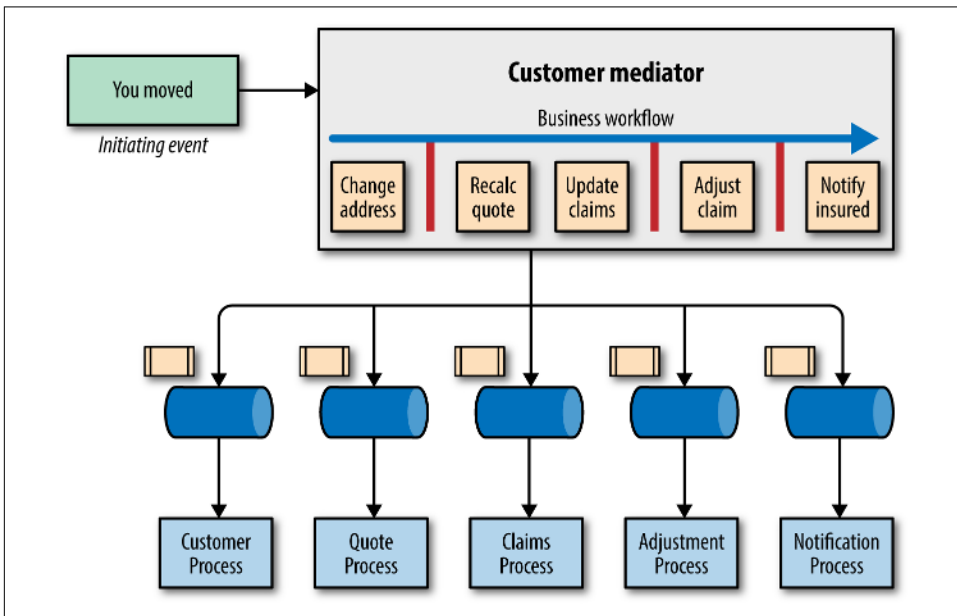 You moved
Initiating event
Customer mediator
Business workflow
Change
address
Recalc
quote
Update
claims
Adjust
claim
Notify
insured
Customer
Process
Quote
Process
Claims
Process
Adjustment
Process
Notification
Process